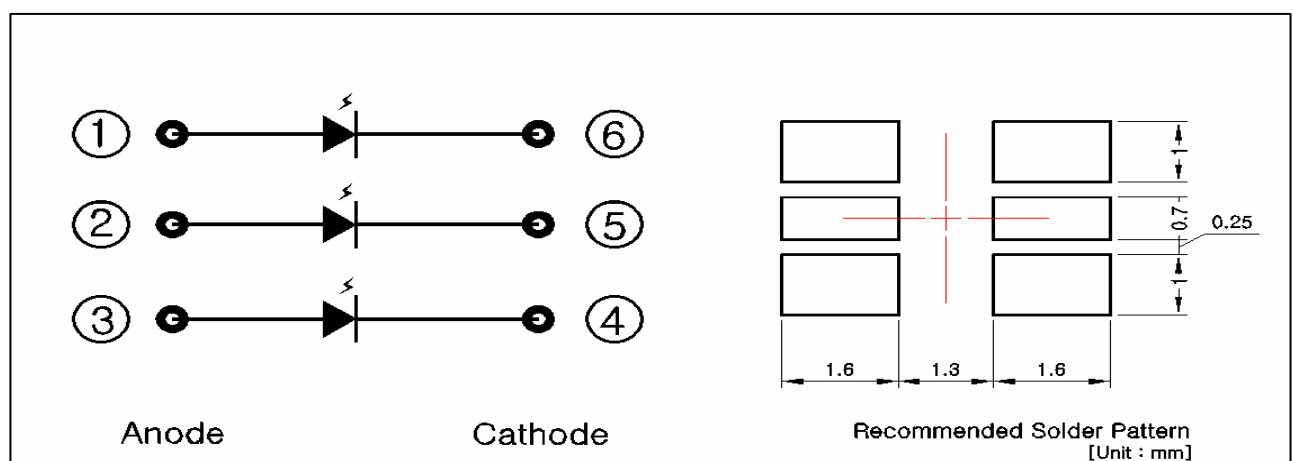 ① ⑥
② ⑤
③ ④
Anode Cathode
1
0.7
0.25
1
1.6 1.3 1.6
Recommended Solder Pattern
[Unit : mm]